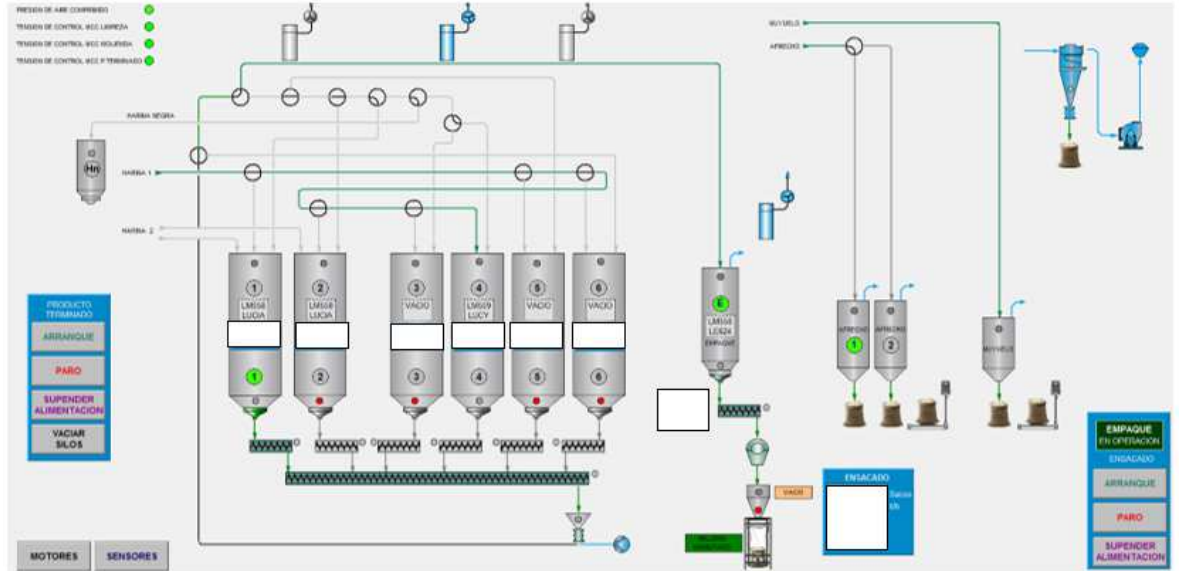 PRESION DE AIRE COMPRIMIDO
TENSION DE CONTROL MCC LIMPIEZA
TENSION DE CONTROL MCC MOLIENDA
TENSION DE CONTROL MCC P TERMINADO
MUYUELO
AFRECHO
HARINA NEGRA
Hn
HARINA 1
HARINA 2
1
LM558
LUCIA
2
LM558
LUCIA
3
VACIO
4
LM559
LUCY
5
VACIO
6
VACIO
1
2
3
4
5
6
E
EMPAQUE
AFRECHO
1
AFRECHO
2
MUYUELO
PRODUCTO
TERMINADO
ARRANQUE
PARO
SUPENDER
ALIMENTACION
VACIAR
SILOS
MOTORES
SENSORES
VACIO
ENSACADO
Sacos
EMPAQUE
EN OPERACION
ENSACADO
ARRANQUE
PARO
SUPENDER
ALIMENTACION